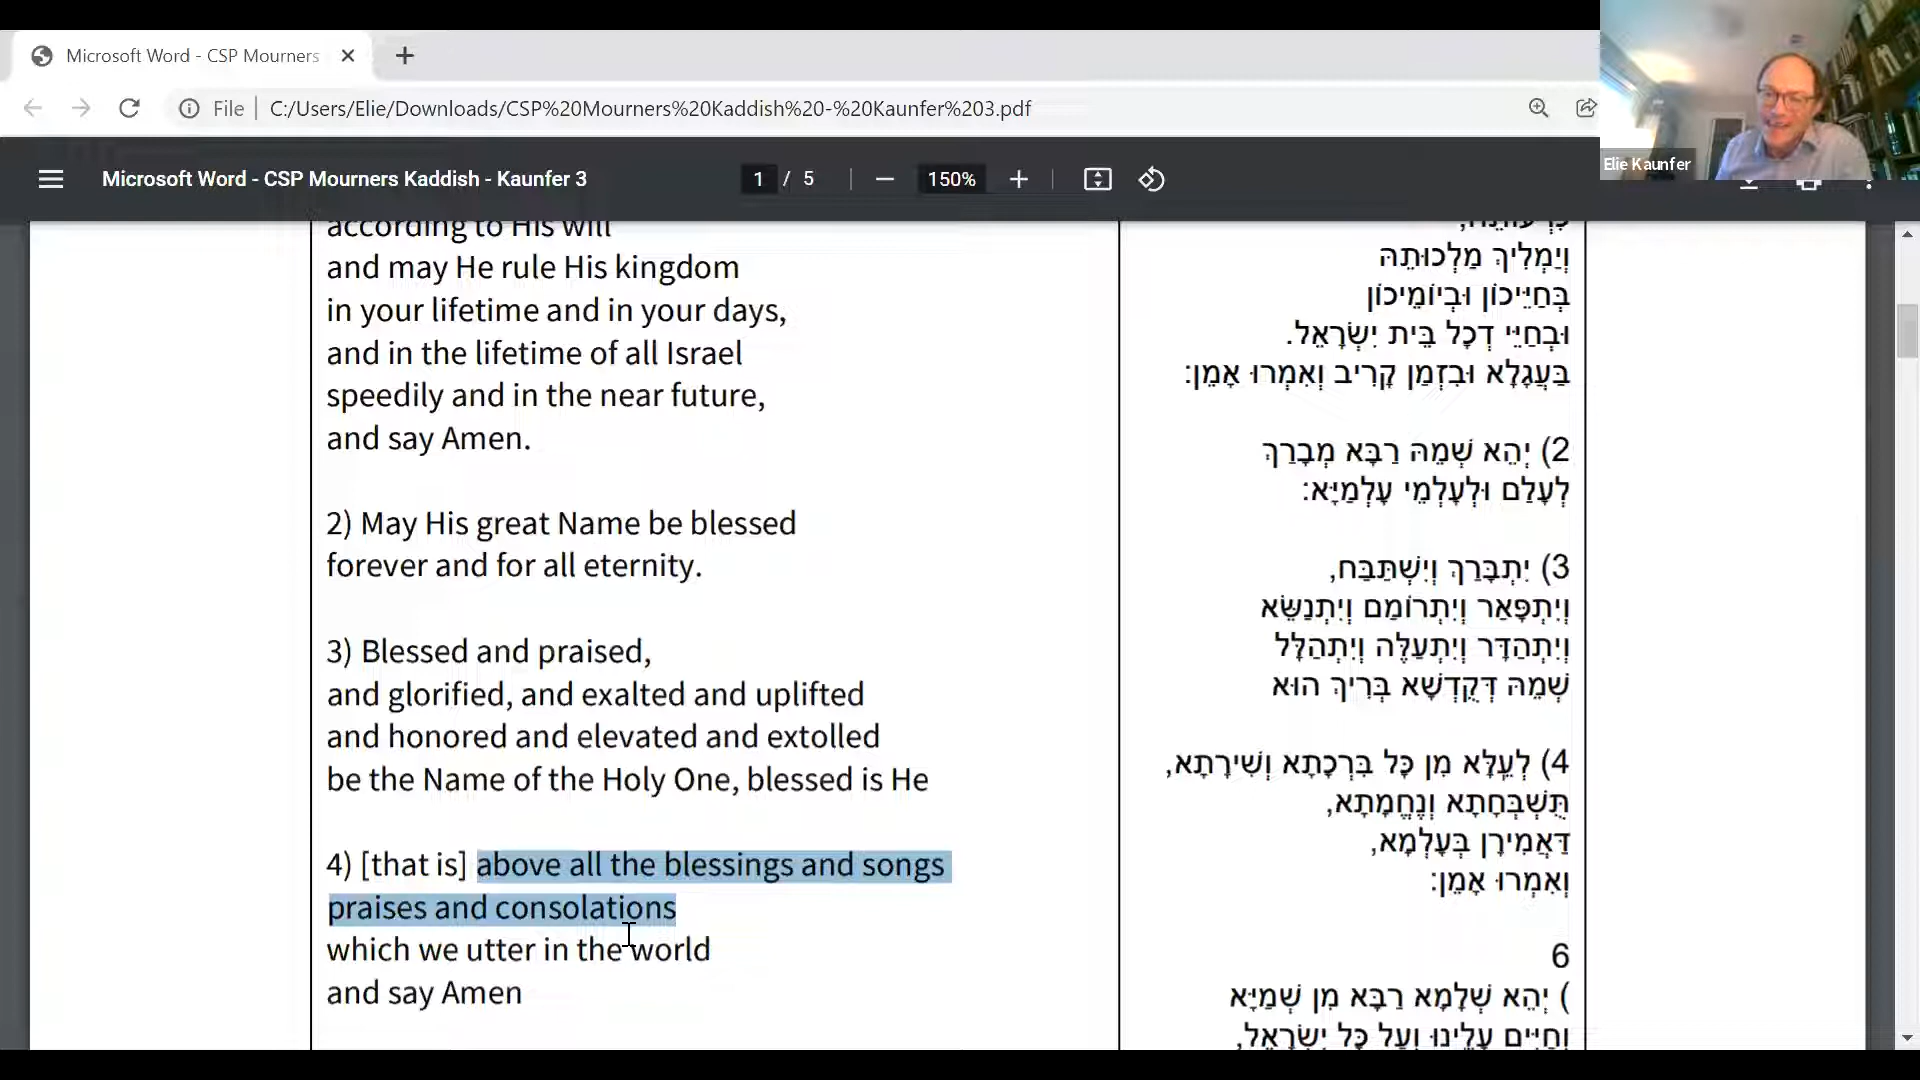 Microsoft Word - CSP Mourners
File
C:/Users/Elie/Downloads/CSP%20Mourners%20Kaddish%20-%20Kaunfer%203.pdf
Elie Kaunfer
Microsoft Word - CSP Mourners Kaddish - Kaunfer 3
1 / 5
150%
according to His will
and may He rule His kingdom
in your lifetime and in your days,
and in the lifetime of all Israel
speedily and in the near future,
and say Amen.
2) May His great Name be blessed
forever and for all eternity.
3) Blessed and praised,
and glorified, and exalted and uplifted
and honored and elevated and extolled
be the Name of the Holy One, blessed is He
4) [that is] above all the blessings and songs
praises and consolations
which we utter in the world
and say Amen
וְיַמְלִיךְ מַלְכוּתֵהּ
בְּחַיֵּיכוֹן וּבְיוֹמֵיכוֹן
וּבְחַיֵּי דְכָל בֵּית יִשְׂרָאֵל.
בַּעֲגָלָא וּבִזְמַן קָרִיב וְאִמְרוּ אָמֵן:
2) יְהֵא שְׁמֵהּ רַבָּא מְבָרַךְ
לְעָלַם וּלְעָלְמֵי עָלְמַיָּא:
3) יִתְבָּרַךְ וְיִשְׁתַּבַּח,
וְיִתְפָּאַר וְיִתְרוֹמַם וְיִתְנַשֵּׂא
וְיִתְהַדָּר וְיִתְעַלֶּה וְיִתְהַלָּל
שְׁמֵהּ דְּקֻדְשָׁא בְּרִיךְ הוּא
4) לְעֵלָּא מִן כָּל בִּרְכָתָא וְשִׁירָתָא,
תֻּשְׁבְּחָתָא וְנֶחֱמָתָא,
דַּאֲמִירָן בְּעָלְמָא,
וְאִמְרוּ אָמֵן:
6
) יְהֵא שְׁלָמָא רַבָּא מִן שְׁמַיָּא
וְחַיִּים עָלֵינוּ וְעַל כָּל יִשְׂרָאֵל,